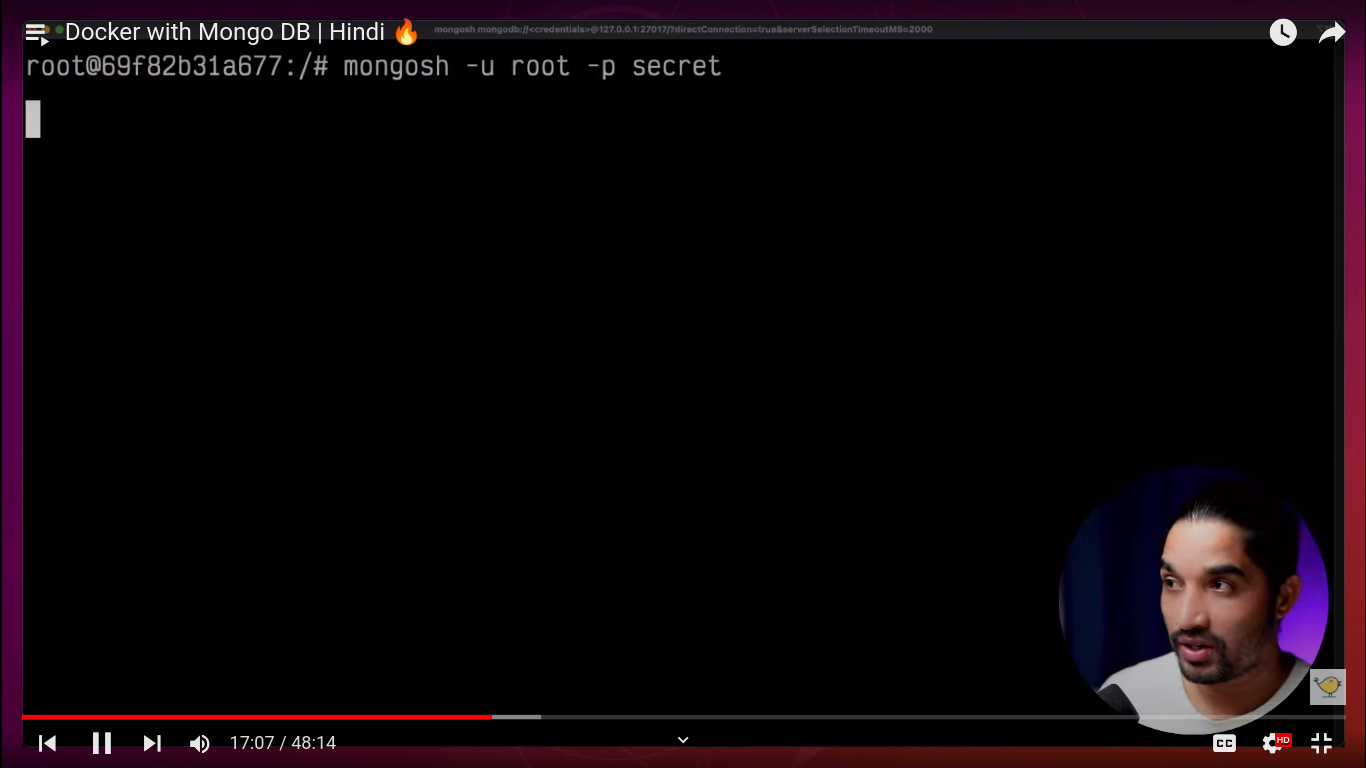 Docker with Mongo DB | Hindi 🔥
mongosh mongodb://<credentials>@127.0.0.1:27017/?directConnection=true&serverSelectionTimeoutMS=2000
root@69f82b31a677:/# mongosh -u root -p secret
17:07 / 48:14
CC
HD